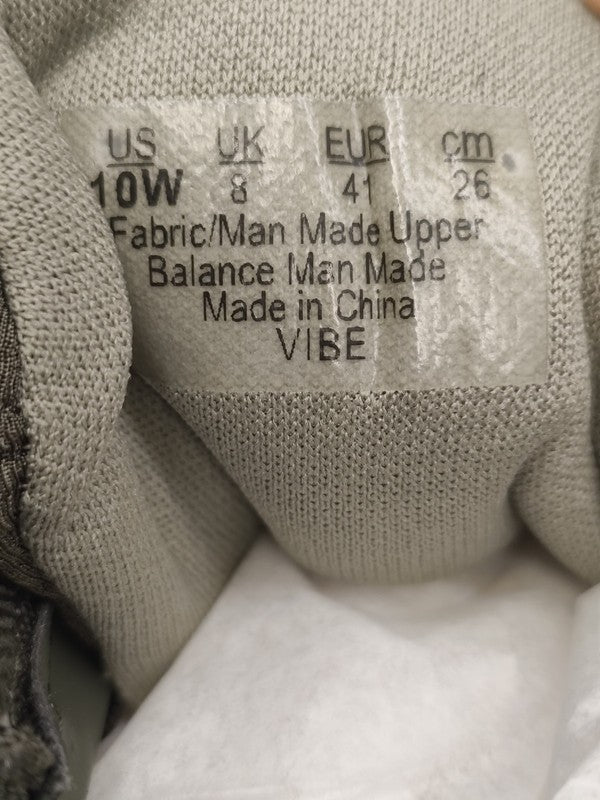 US UK EUR cm
10W 8 41 26
Fabric/Man Made Upper
Balance Man Made
Made in China
VIBE